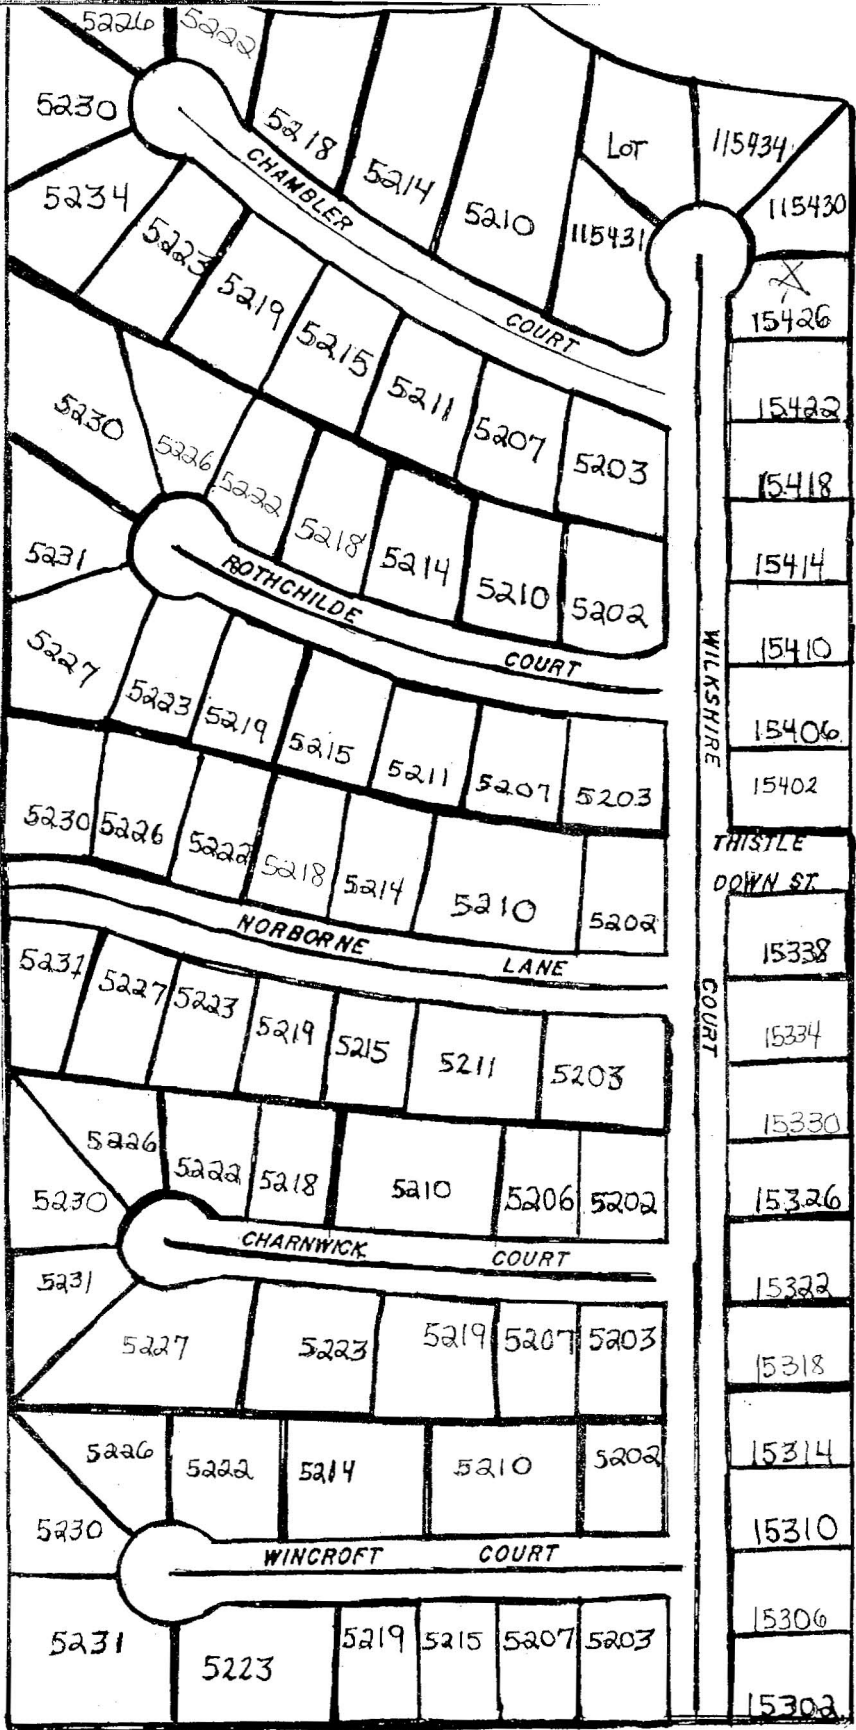 5226 5222
5230 5218
LOT 115434
CHAMBLER 5214
5234 5210 115431 115430
5223
5219 COURT 15426
5215
5211 15422
5230 5207
5226 5203 15418
5222
5218
5231 5214 15414
ROTHCHILDE 5210 5202
COURT
5227 15410
5223 5219 WILKSHIRE
5215 15406
5211 5207 5203 15402
5230 5226 5222 THISTLE
5218 5214 DOWN ST.
5210 5202
NORBORNE LANE 15338
5231 5227 5223 COURT
5219 5215 5211 5203 15334
15330
5226 5222 5218 5210 5206 5202 15326
5230
CHARNWICK COURT
5231 15322
5227 5223 5219 5207 5203
15318
5226 5222 5214 5210 5202 15314
5230 15310
WINCROFT COURT
15306
5231 5223 5219 5215 5207 5203
15302